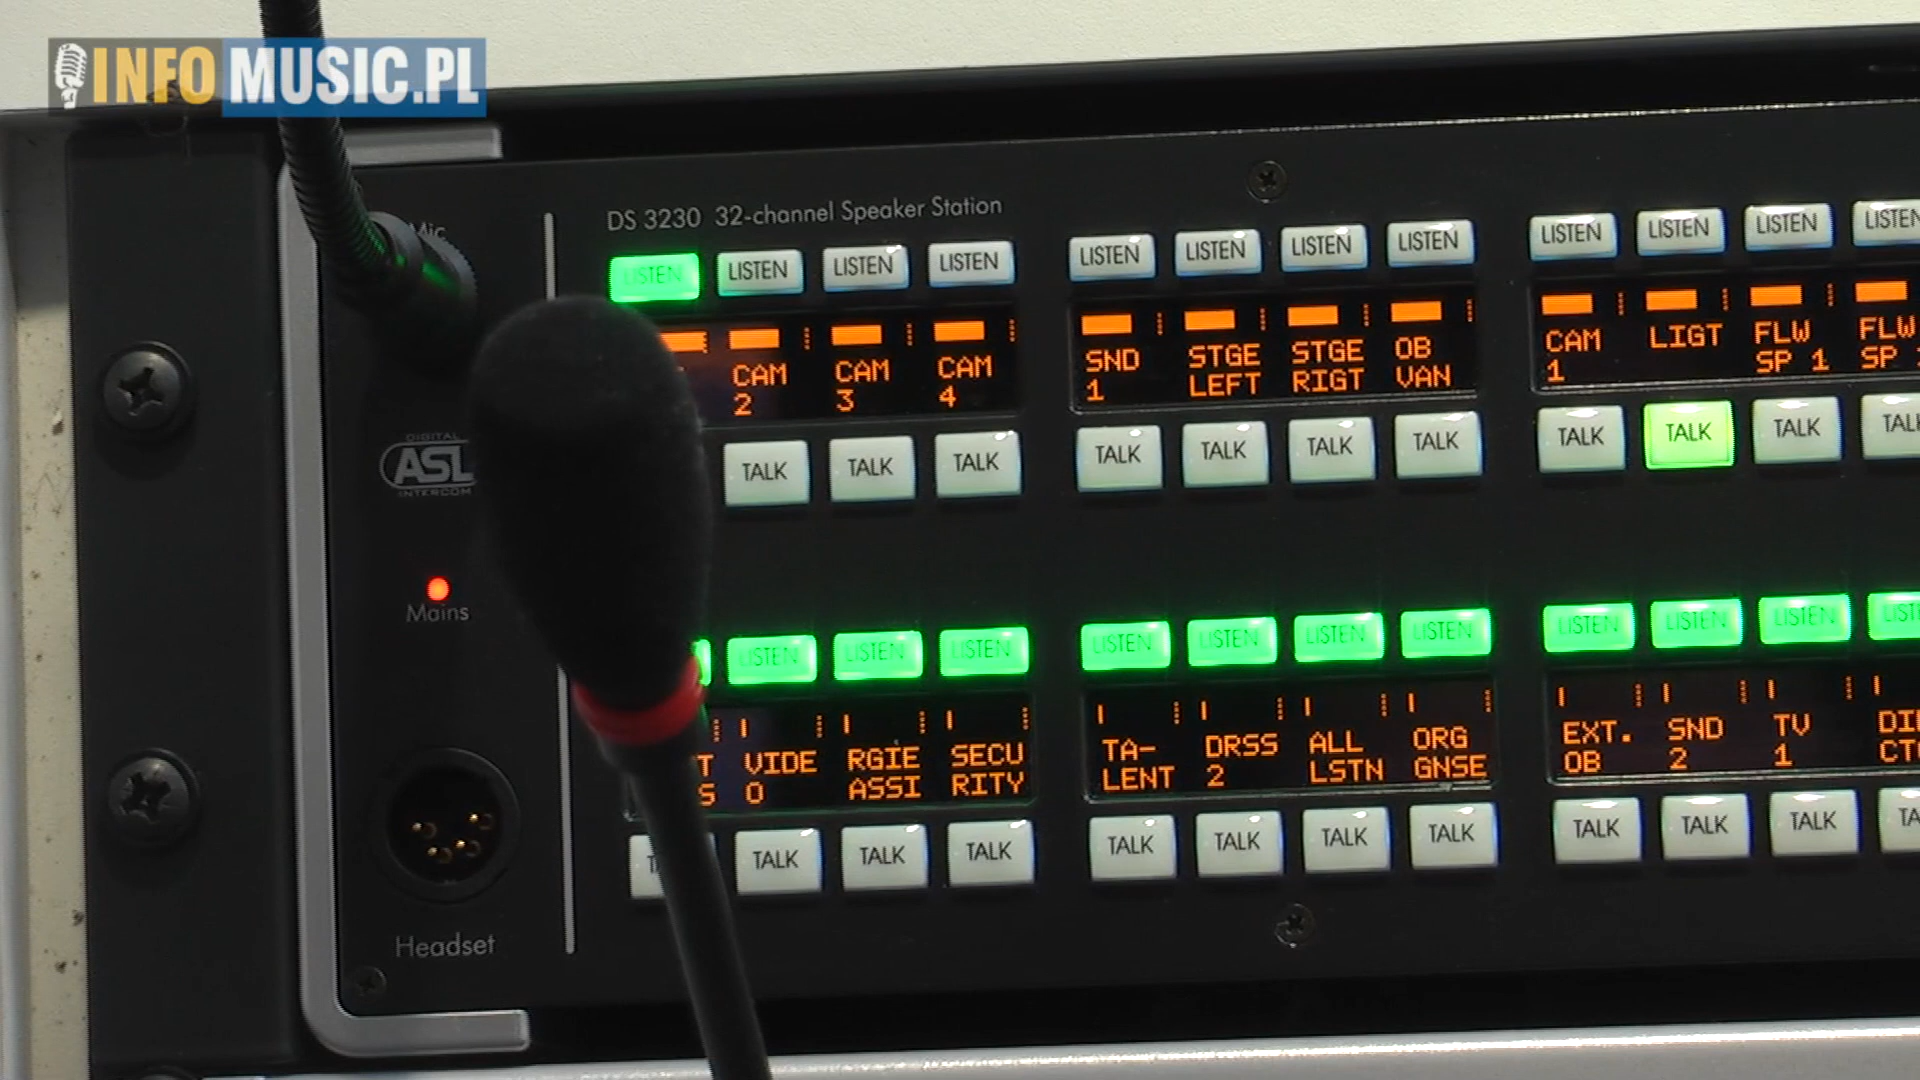 INFOMUSIC.PL
Mic
DS 3230 32-channel Speaker Station
LISTEN LISTEN LISTEN LISTEN LISTEN LISTEN LISTEN LISTEN LISTEN LISTEN LISTEN LISTEN
CAM 2 CAM 3 CAM 4 SND 1 STGE LEFT STGE RIGT OB VAN CAM 1 LIGT FLW SP 1 FLW SP
TALK TALK TALK TALK TALK TALK TALK TALK TALK TALK
DIGITAL
ASL
INTERCOM
Mains
LISTEN LISTEN LISTEN LISTEN LISTEN LISTEN LISTEN LISTEN LISTEN LISTEN
VIDE O RGIE ASSI SECU RITY TA- LENT DRSS 2 ALL LSTN ORG GNSE EXT. OB SND 2 TV 1
TALK TALK TALK TALK TALK TALK TALK TALK TALK TALK
Headset